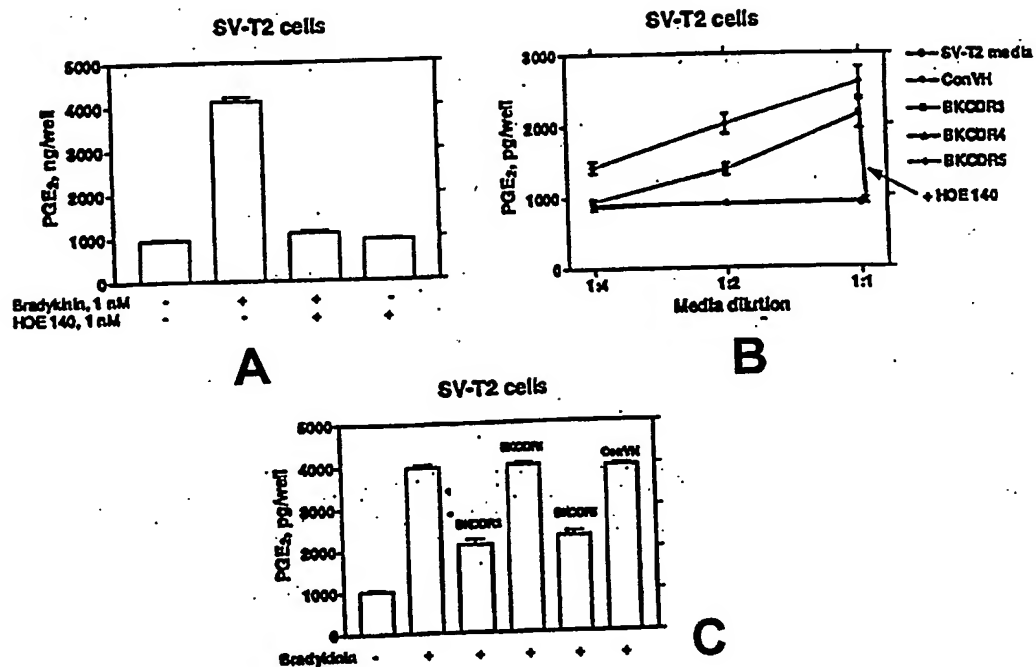 SV-T2 cells
PGE₂, ng/well
5000
4000
3000
2000
1000
0
Bradykinin, 1 nM - + + -
HOE 140, 1 nM - - + +
A
SV-T2 cells
PGE₂, pg/well
3000
2000
1000
0
1:4 1:2 1:1
Media dilution
SV-T2 media
ConVH
BKCDR3
BKCDR4
BKCDR5
+HOE 140
B
SV-T2 cells
PGE₂, pg/well
5000
4000
3000
2000
1000
0
BKCDR3
ConVH
Bradykinin - + + + + +
C